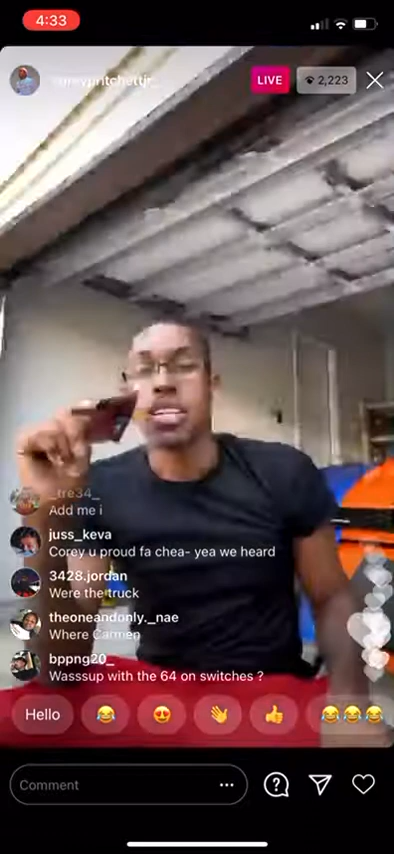 4:33
LIVE
2,223
_tre34_
Add me i
juss_keva
Corey u proud fa chea- yea we heard
3428.jordan
Were the truck
theoneandonly._nae
Where Carmen
bppng20_
Wasssup with the 64 on switches ?
Hello
Comment